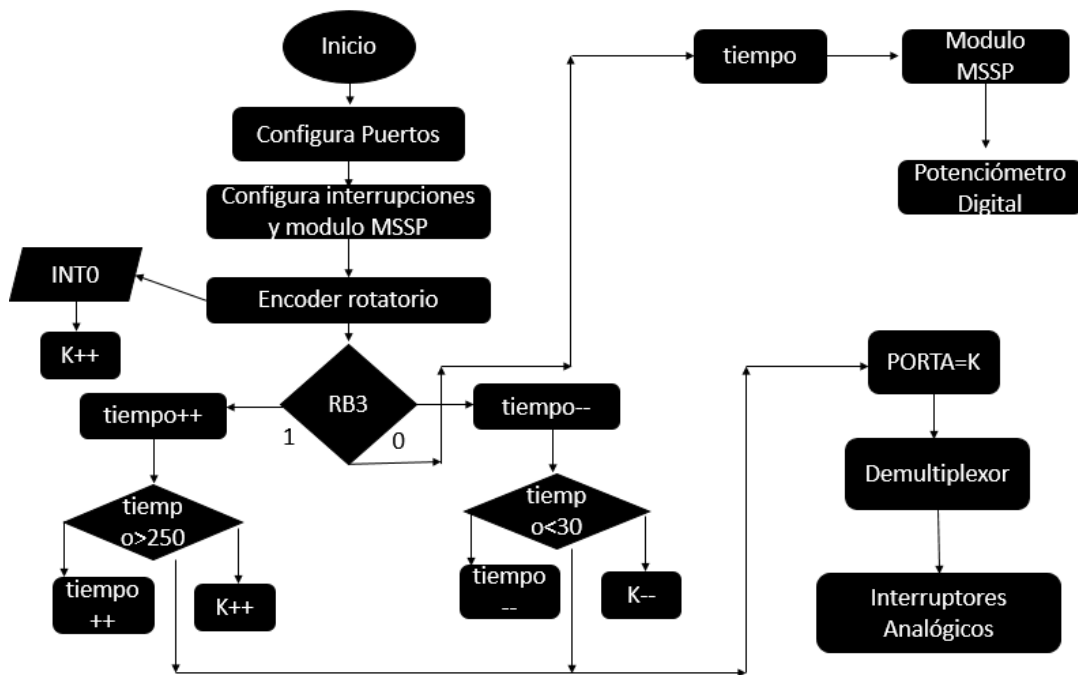 Inicio
Configura Puertos
Configura interrupciones
y modulo MSSP
Encoder rotatorio
INT0
K++
RB3
1
0
tiempo++
tiemp
o>250
tiempo
++
K++
tiempo--
tiemp
o<30
tiempo
--
K--
tiempo
Modulo
MSSP
Potenciómetro
Digital
PORTA=K
Demultiplexor
Interruptores
Analógicos